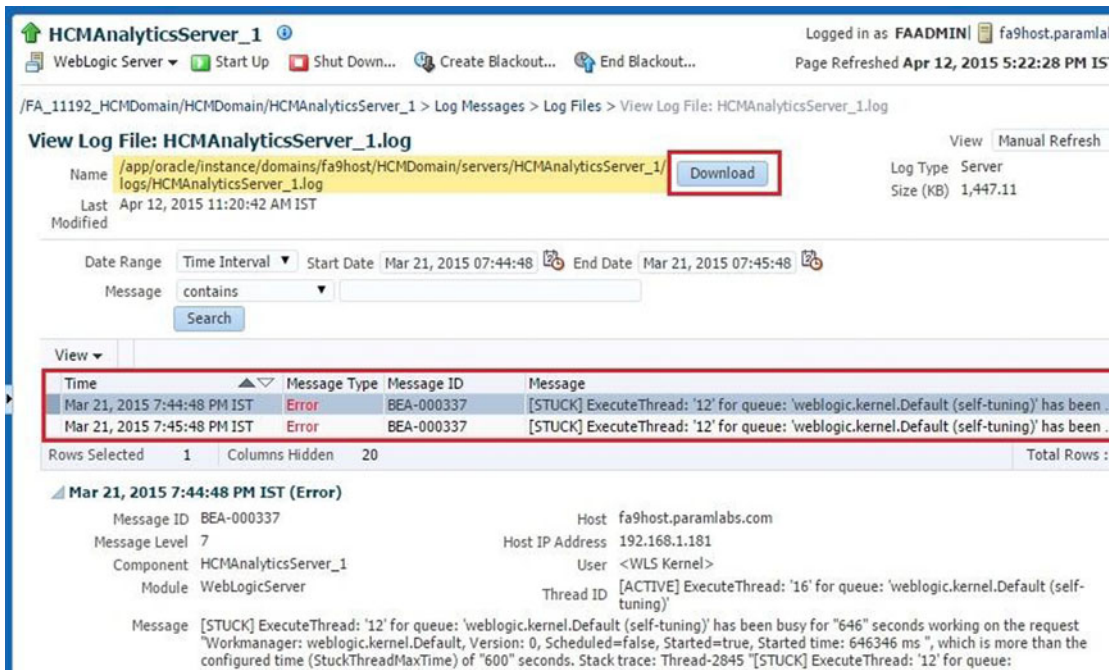 HCMAnalyticsServer_1
Logged in as FAADMIN| fa9host.paramlab
WebLogic Server Start Up Shut Down... Create Blackout... End Blackout...
Page Refreshed Apr 12, 2015 5:22:28 PM IST
/FA_11192_HCMDomain/HCMDomain/HCMAnalyticsServer_1 > Log Messages > Log Files > View Log File: HCMAnalyticsServer_1.log
View Log File: HCMAnalyticsServer_1.log
View Manual Refresh
Name /app/oracle/instance/domains/fa9host/HCMDomain/servers/HCMAnalyticsServer_1/
logs/HCMAnalyticsServer_1.log
Download
Log Type Server
Size (KB) 1,447.11
Last Modified Apr 12, 2015 11:20:42 AM IST
Date Range Time Interval Start Date Mar 21, 2015 07:44:48 End Date Mar 21, 2015 07:45:48
Message contains
Search
View
Time Message Type Message ID Message
Mar 21, 2015 7:44:48 PM IST Error BEA-000337 [STUCK] ExecuteThread: '12' for queue: 'weblogic.kernel.Default (self-tuning)' has been ..
Mar 21, 2015 7:45:48 PM IST Error BEA-000337 [STUCK] ExecuteThread: '12' for queue: 'weblogic.kernel.Default (self-tuning)' has been ..
Rows Selected 1 Columns Hidden 20 Total Rows :
Mar 21, 2015 7:44:48 PM IST (Error)
Message ID BEA-000337
Host fa9host.paramlabs.com
Message Level 7
Host IP Address 192.168.1.181
Component HCMAnalyticsServer_1
User <WLS Kernel>
Module WebLogicServer
Thread ID [ACTIVE] ExecuteThread: '16' for queue: 'weblogic.kernel.Default (self-
tuning)'
Message [STUCK] ExecuteThread: '12' for queue: 'weblogic.kernel.Default (self-tuning)' has been busy for "646" seconds working on the request
"Workmanager: weblogic.kernel.Default, Version: 0, Scheduled=false, Started=true, Started time: 646346 ms ", which is more than the
configured time (StuckThreadMaxTime) of "600" seconds. Stack trace: Thread-2845 "[STUCK] ExecuteThread: '12' for queue: